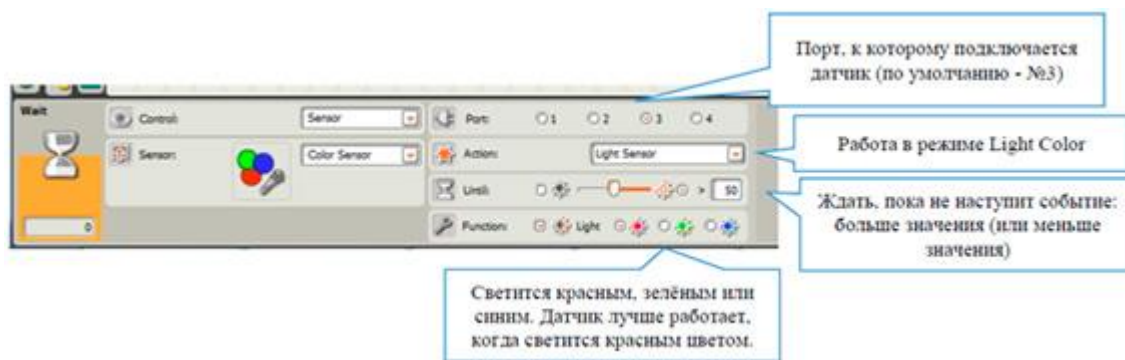 Порт, к которому подключается
датчик (по умолчанию - №3)
Wait
Control:
Sensor
Port:
1 2 3 4
Sensor:
Color Sensor
Action:
Light Sensor
Работа в режиме Light Color
Until:
> 50
0
Function:
Light
Ждать, пока не наступит событие:
больше значения (или меньше
значения)
Светится красным, зелёным или
синим. Датчик лучше работает,
когда светится красным цветом.